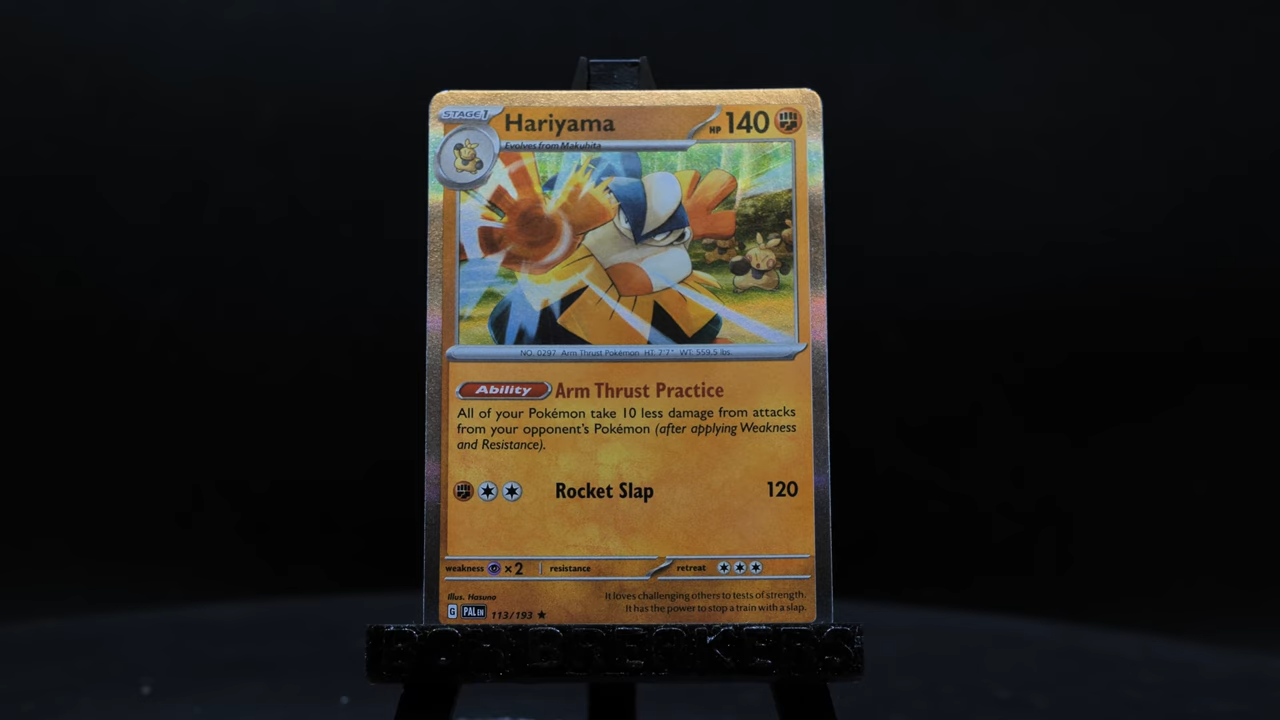 STAGE1
Hariyama
HP 140
Evolves from Makuhita
NO. 0297 Arm Thrust Pokémon HT: 7'7" WT: 559.5 lbs.
Ability Arm Thrust Practice
All of your Pokémon take 10 less damage from attacks
from your opponent's Pokémon (after applying Weakness
and Resistance).
Rocket Slap 120
weakness ×2 resistance retreat
Illus. Hasuno
It loves challenging others to tests of strength.
It has the power to stop a train with a slap.
G PAL EN 113/193